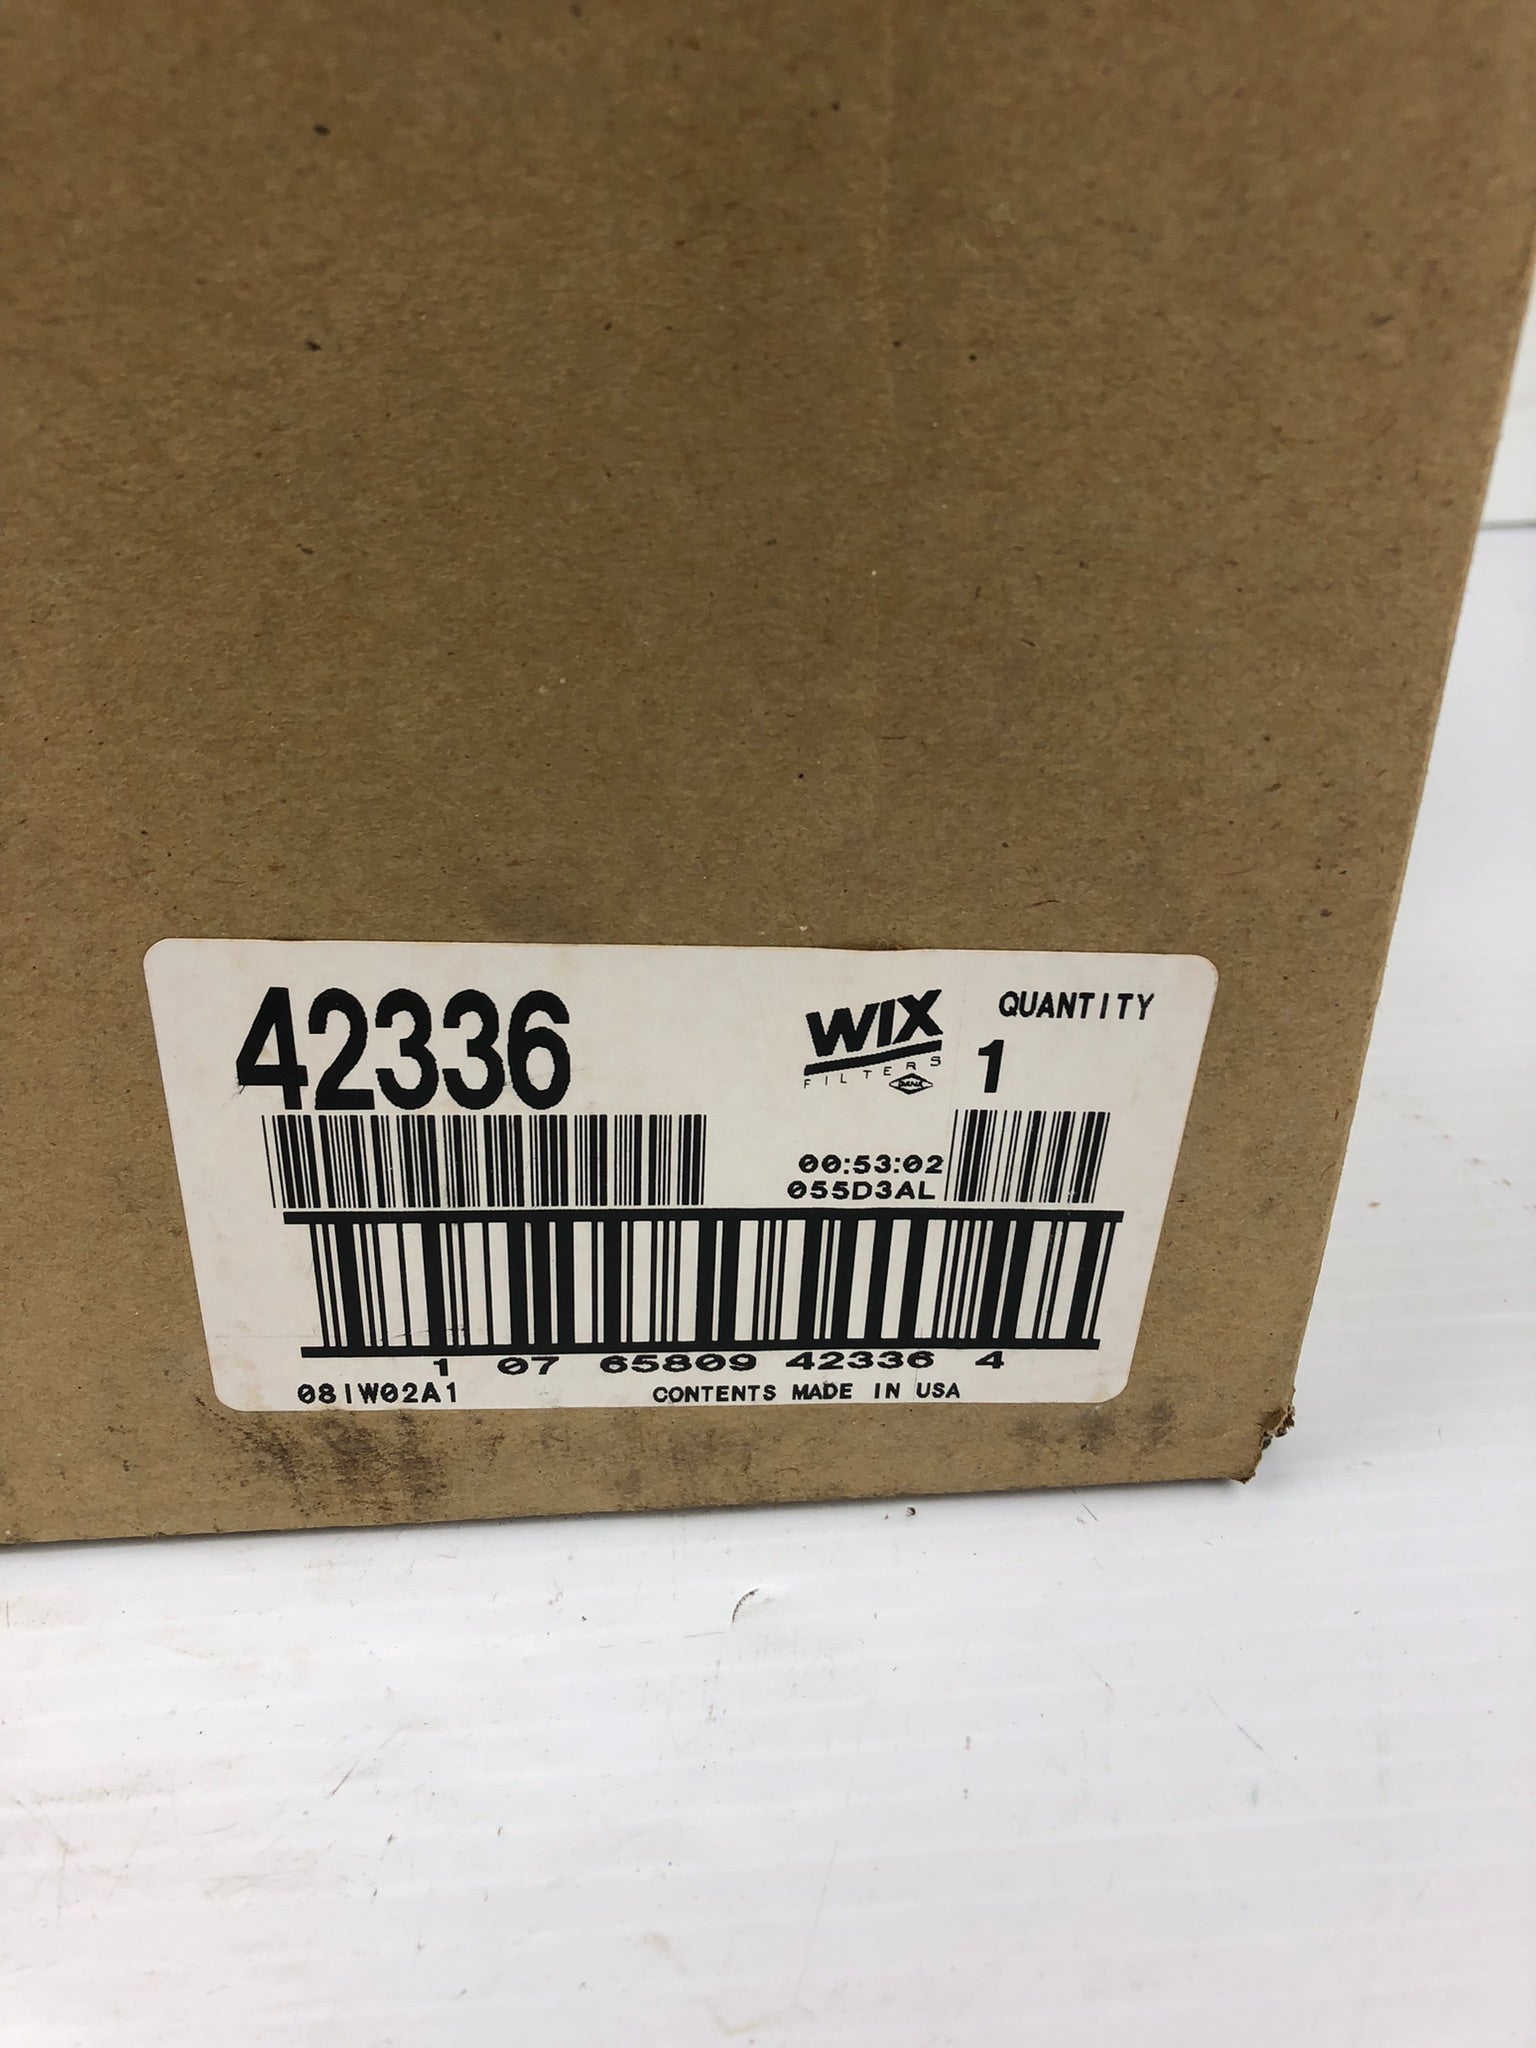 42336
WIX
FILTERS
DANA
QUANTITY
1
00:53:02
055D3AL
1 07 65809 42336 4
08IW02A1
CONTENTS MADE IN USA